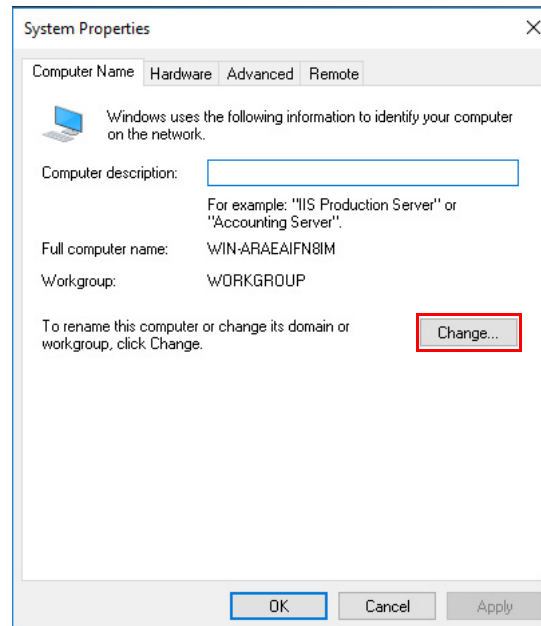 System Properties
Computer Name Hardware Advanced Remote
Windows uses the following information to identify your computer
on the network.
Computer description:
For example: "IIS Production Server" or
"Accounting Server".
Full computer name: WIN-ARAEAIFN8IM
Workgroup: WORKGROUP
To rename this computer or change its domain or
workgroup, click Change.
Change...
OK Cancel Apply